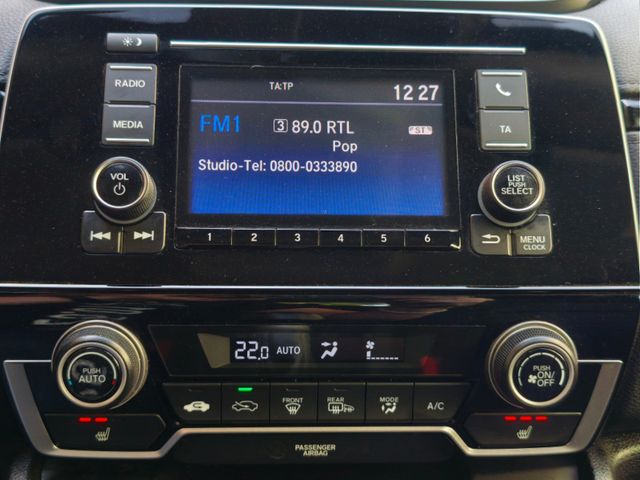 RADIO
MEDIA
VOL
TA:TP
12 27
FM1
3 89.0 RTL
ST
Pop
Studio-Tel: 0800-0333890
1 2 3 4 5 6
TA
LIST
PUSH
SELECT
MENU
CLOCK
PUSH
AUTO
22.0 AUTO
PUSH
ON/
OFF
FRONT
REAR
MODE
A/C
PASSENGER
AIRBAG